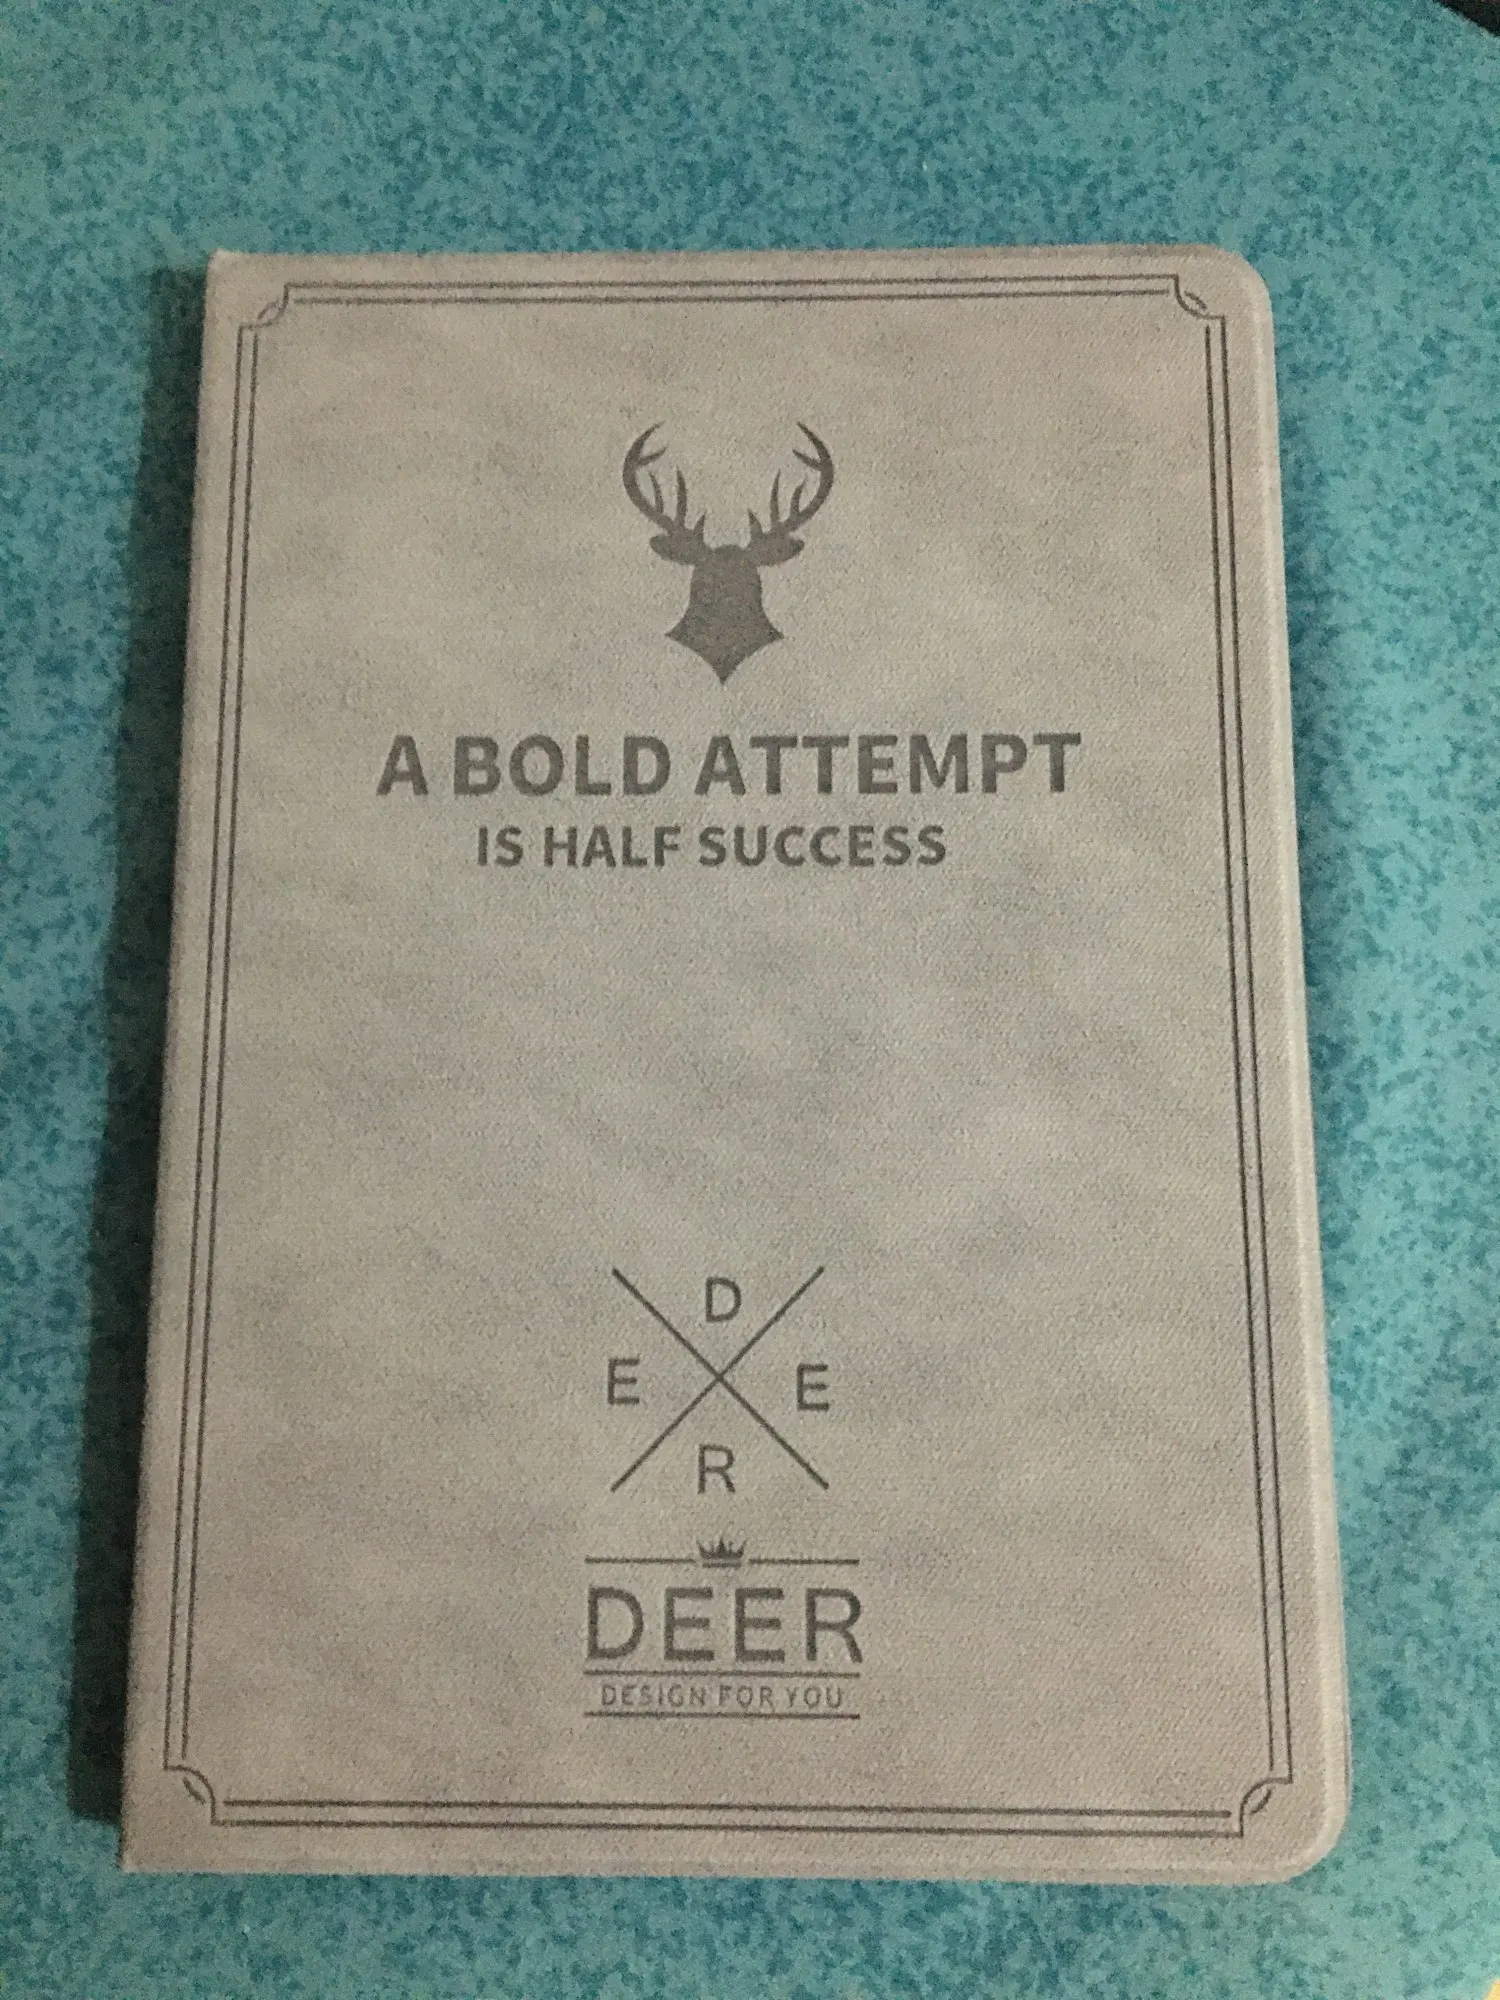 A BOLD ATTEMPT
IS HALF SUCCESS
D
E E
R
DEER
DESIGN FOR YOU